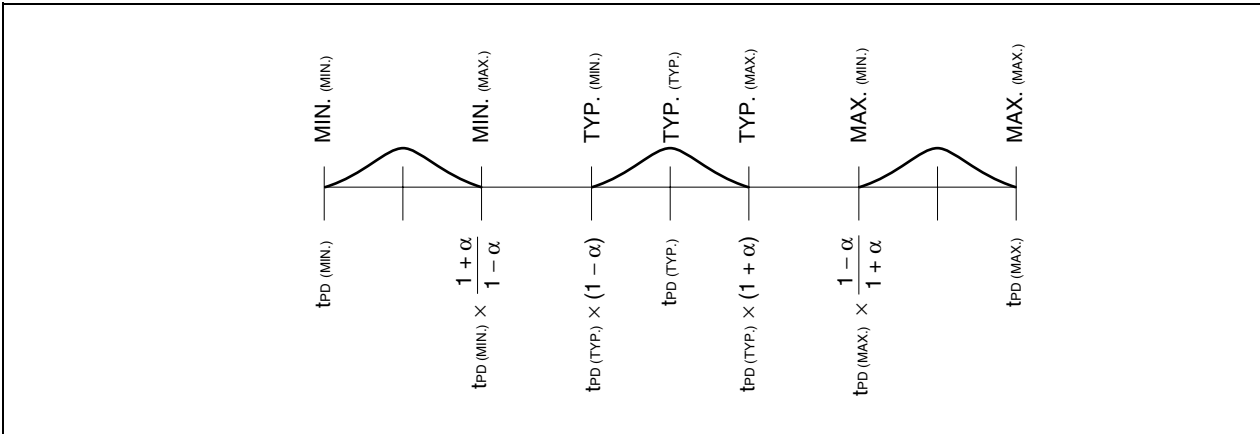 MIN. (MIN.)
MIN. (MAX.)
TYP. (MIN.)
TYP. (TYP.)
TYP. (MAX.)
MAX. (MIN.)
MAX. (MAX.)
tPD (MIN.)
tPD (MIN.) × 1 + α / 1 − α
tPD (TYP.) × (1 − α)
tPD (TYP.)
tPD (TYP.) × (1 + α)
tPD (MAX.) × 1 − α / 1 + α
tPD (MAX.)